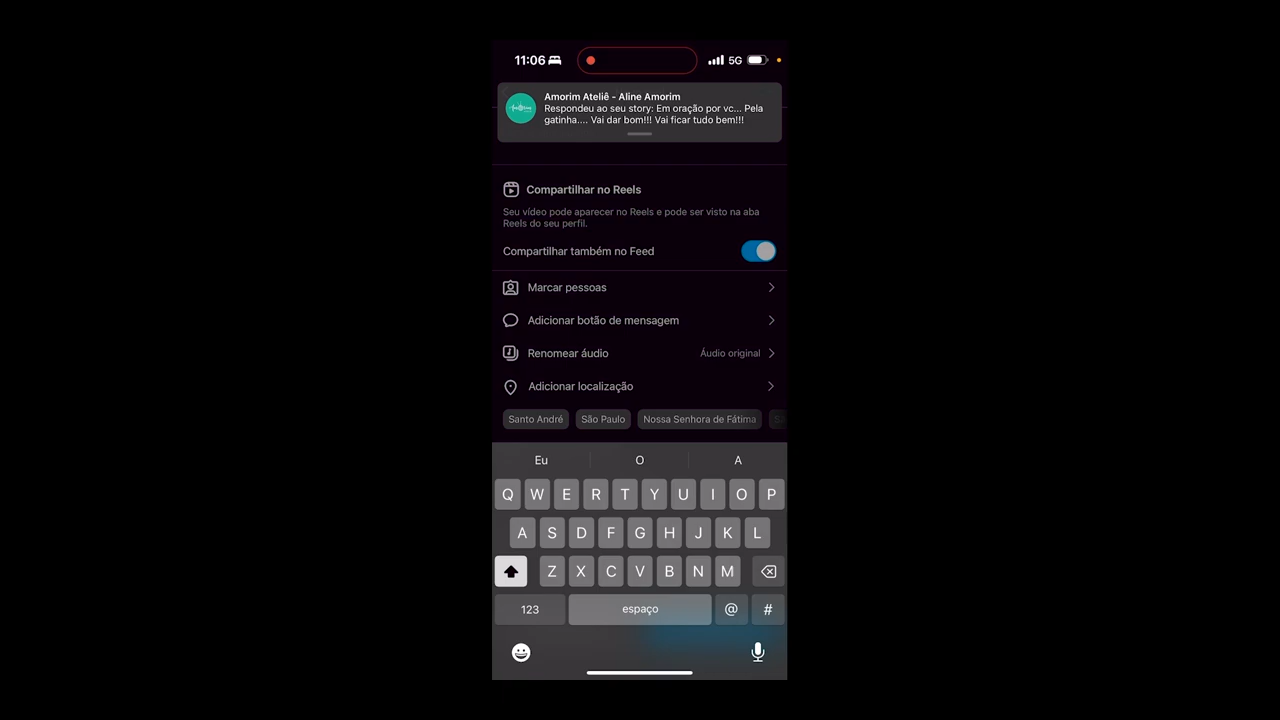 11:06
5G
Amorim Ateliê - Aline Amorim
Respondeu ao seu story: Em oração por vc... Pela
gatinha.... Vai dar bom!!! Vai ficar tudo bem!!!
Compartilhar no Reels
Seu vídeo pode aparecer no Reels e pode ser visto na aba
Reels do seu perfil.
Compartilhar também no Feed
Marcar pessoas
Adicionar botão de mensagem
Renomear áudio Áudio original
Adicionar localização
Santo André São Paulo Nossa Senhora de Fátima
Eu O A
Q W E R T Y U I O P
A S D F G H J K L
Z X C V B N M
123 espaço @ #